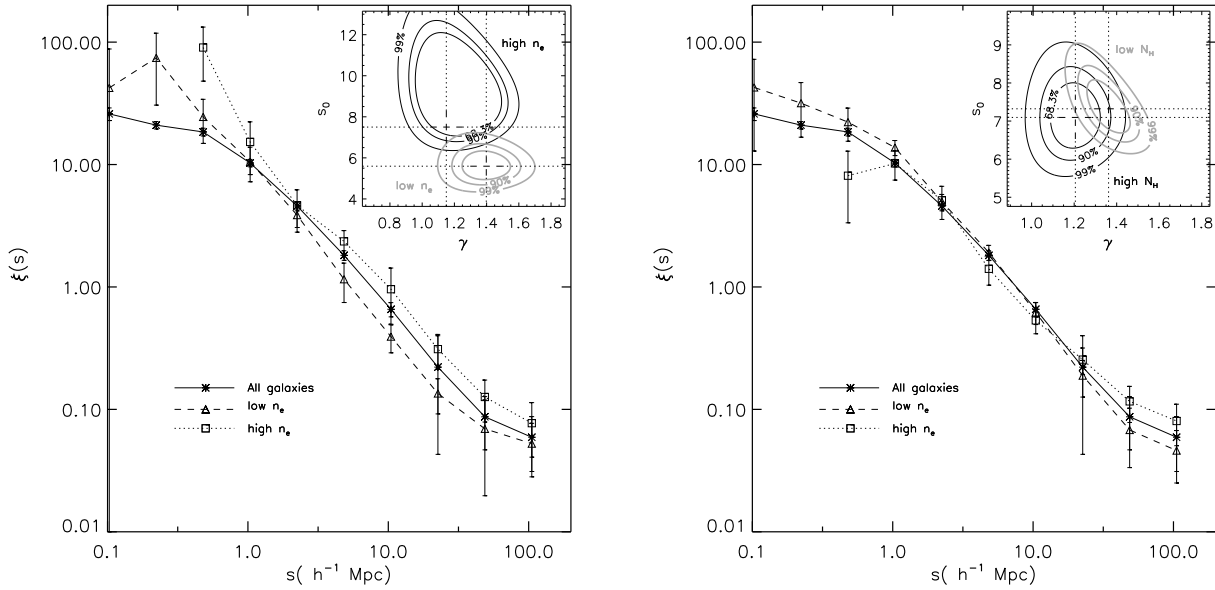 100.00
10.00
1.00
0.10
0.01
ξ(s)
0.1 1.0 10.0 100.0
s( h⁻¹ Mpc)
All galaxies
low nₑ
high nₑ
12
10
8
6
4
s₀
0.8 1.0 1.2 1.4 1.6 1.8
γ
99%
high nₑ
90%
low nₑ
90%
99%
100.00
10.00
1.00
0.10
0.01
ξ(s)
0.1 1.0 10.0 100.0
s( h⁻¹ Mpc)
All galaxies
low nₑ
high nₑ
10
9
8
7
6
5
s₀
1.0 1.2 1.4 1.6 1.8
γ
low N_H
68.3%
90%
99%
90%
99%
high N_H